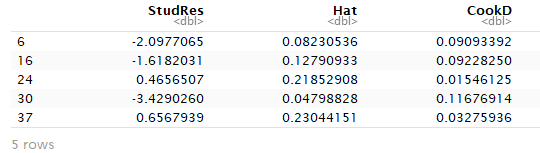 StudRes Hat CookD
<dbl> <dbl> <dbl>
6 -2.0977065 0.08230536 0.09093392
16 -1.6182031 0.12790933 0.09228250
24 0.4656507 0.21852908 0.01546125
30 -3.4290260 0.04798828 0.11676914
37 0.6567939 0.23044151 0.03275936
5 rows